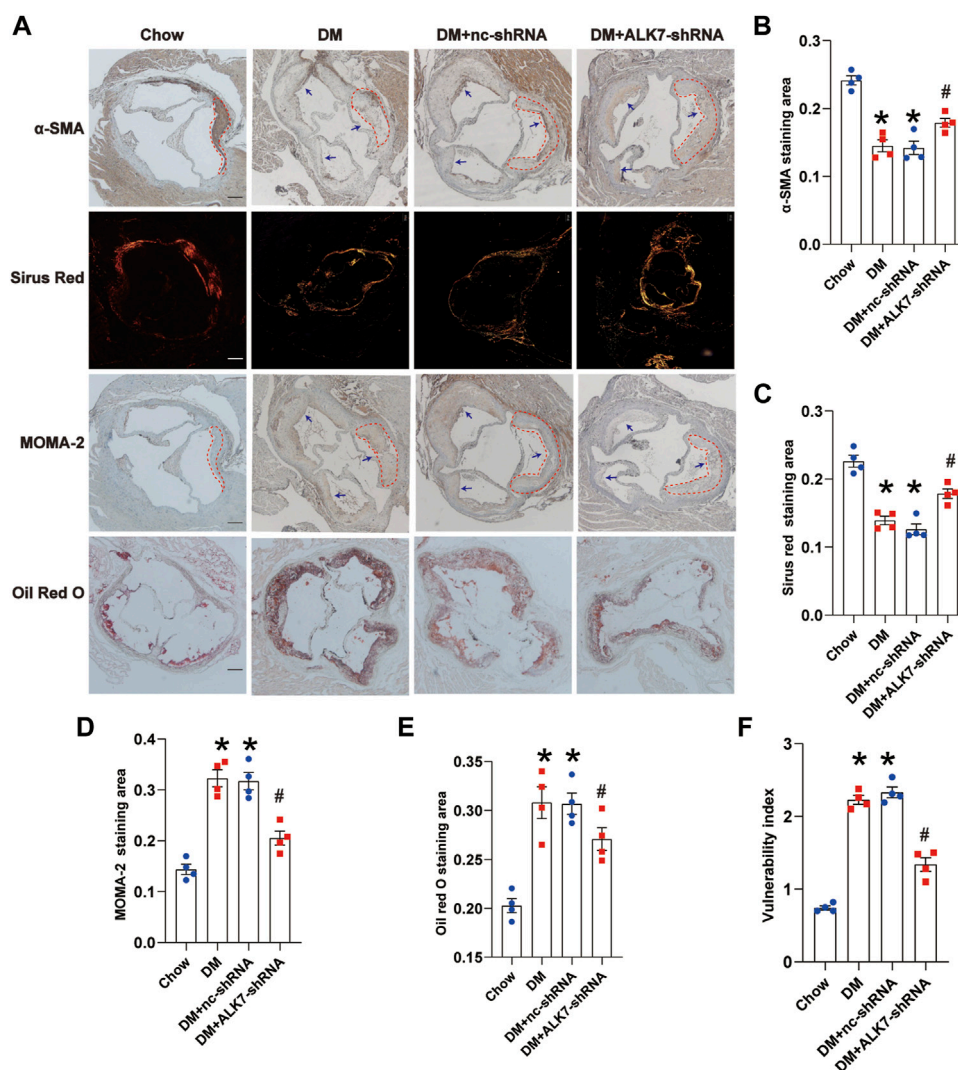 A
Chow DM DM+nc-shRNA DM+ALK7-shRNA
α-SMA
Sirus Red
MOMA-2
Oil Red O
B
α-SMA staining area
0.3
0.2
0.1
0.0
* * #
Chow
DM
DM+nc-shRNA
DM+ALK7-shRNA
C
Sirus red staining area
0.3
0.2
0.1
0.0
* * #
Chow
DM
DM+nc-shRNA
DM+ALK7-shRNA
D
MOMA-2 staining area
0.4
0.3
0.2
0.1
0.0
* * #
Chow
DM
DM+nc-shRNA
DM+ALK7-shRNA
E
Oil red O staining area
0.35
0.30
0.25
0.20
0.15
* * #
Chow
DM
DM+nc-shRNA
DM+ALK7-shRNA
F
Vulnerability index
3
2
1
0
* * #
Chow
DM
DM+nc-shRNA
DM+ALK7-shRNA